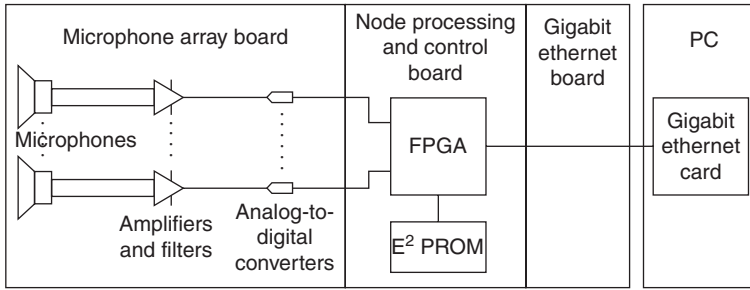 Microphone array board
Node processing
and control
board
Gigabit
ethernet
board
PC
Microphones
FPGA
Gigabit
ethernet
card
Amplifiers
and filters
Analog-to-
digital
converters
E² PROM